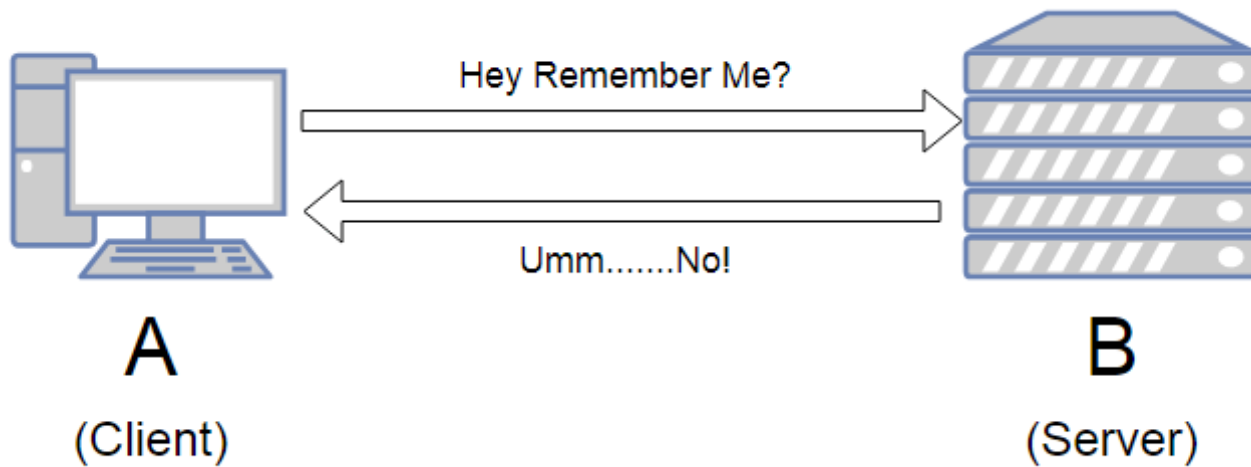 Hey Remember Me?
Umm.......No!
A
B
(Client)
(Server)